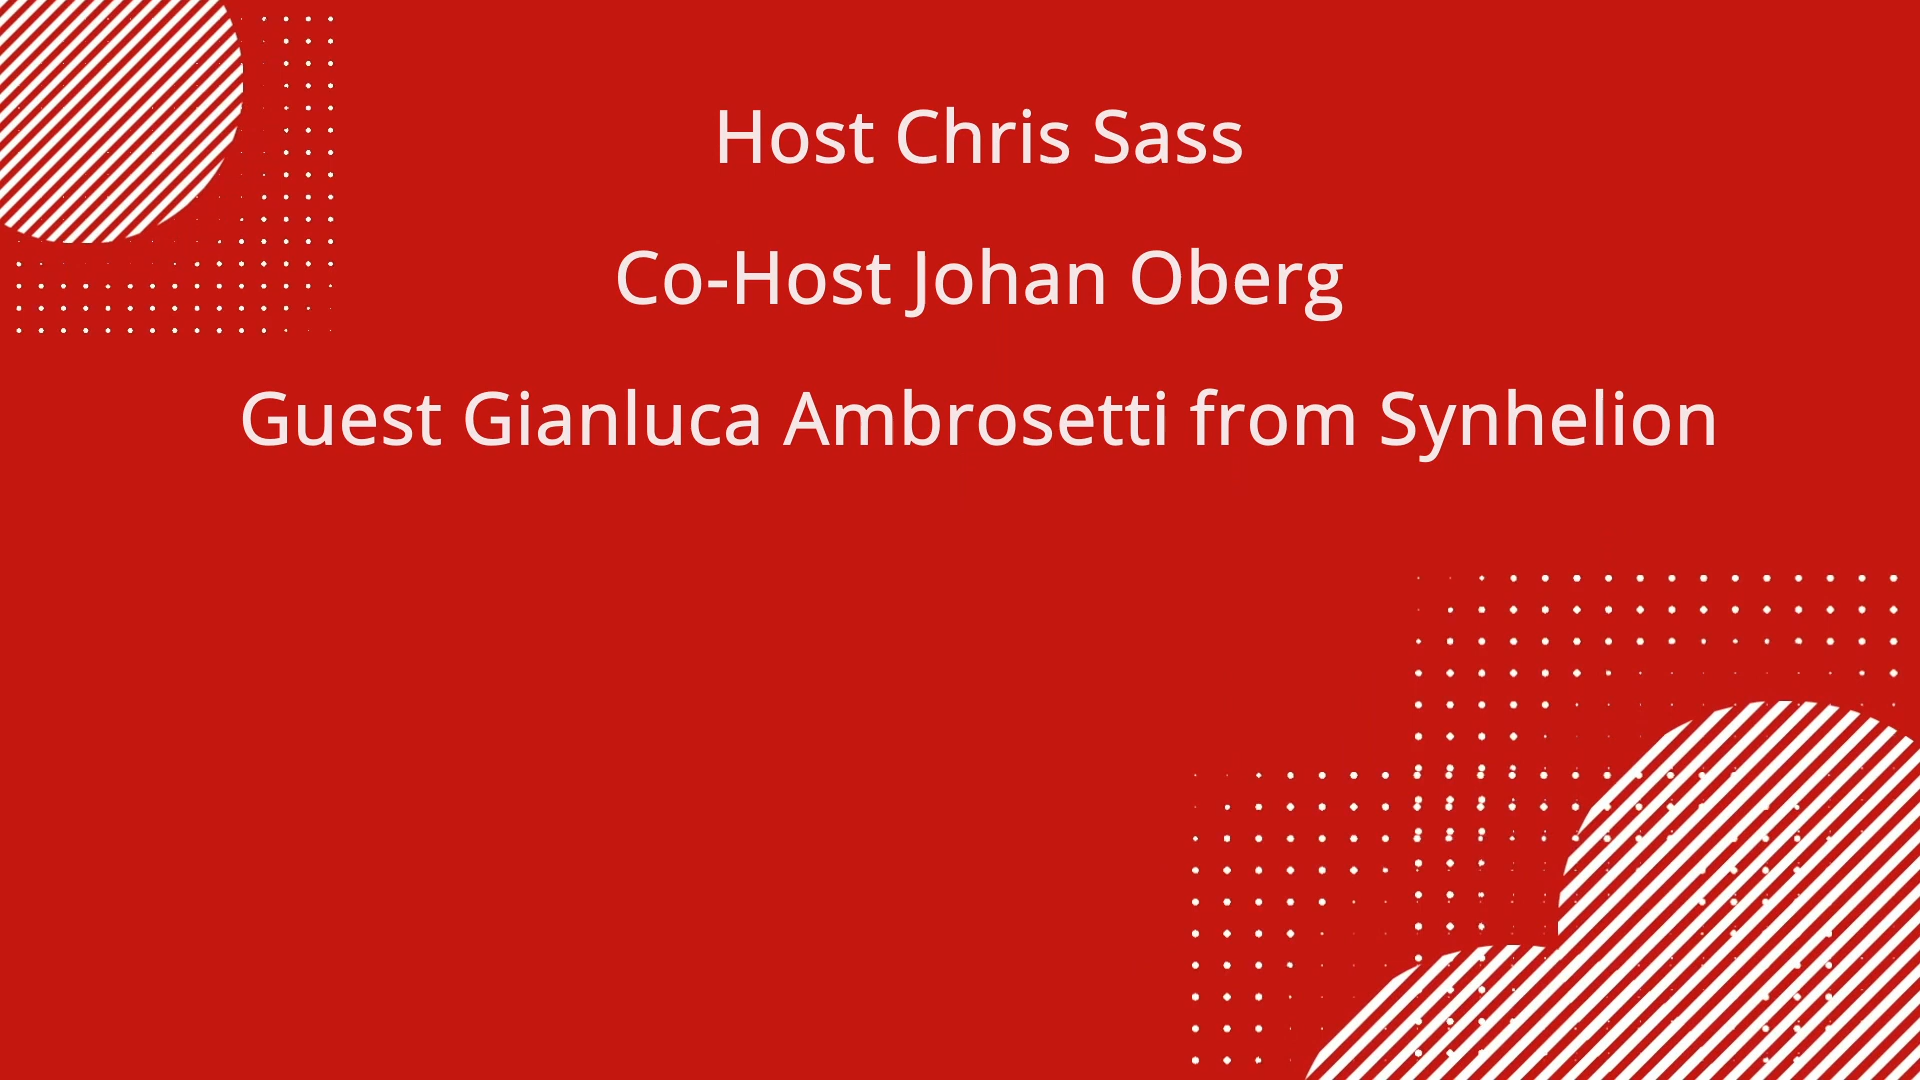 Host Chris Sass
Co-Host Johan Oberg
Guest Gianluca Ambrosetti from Synhelion